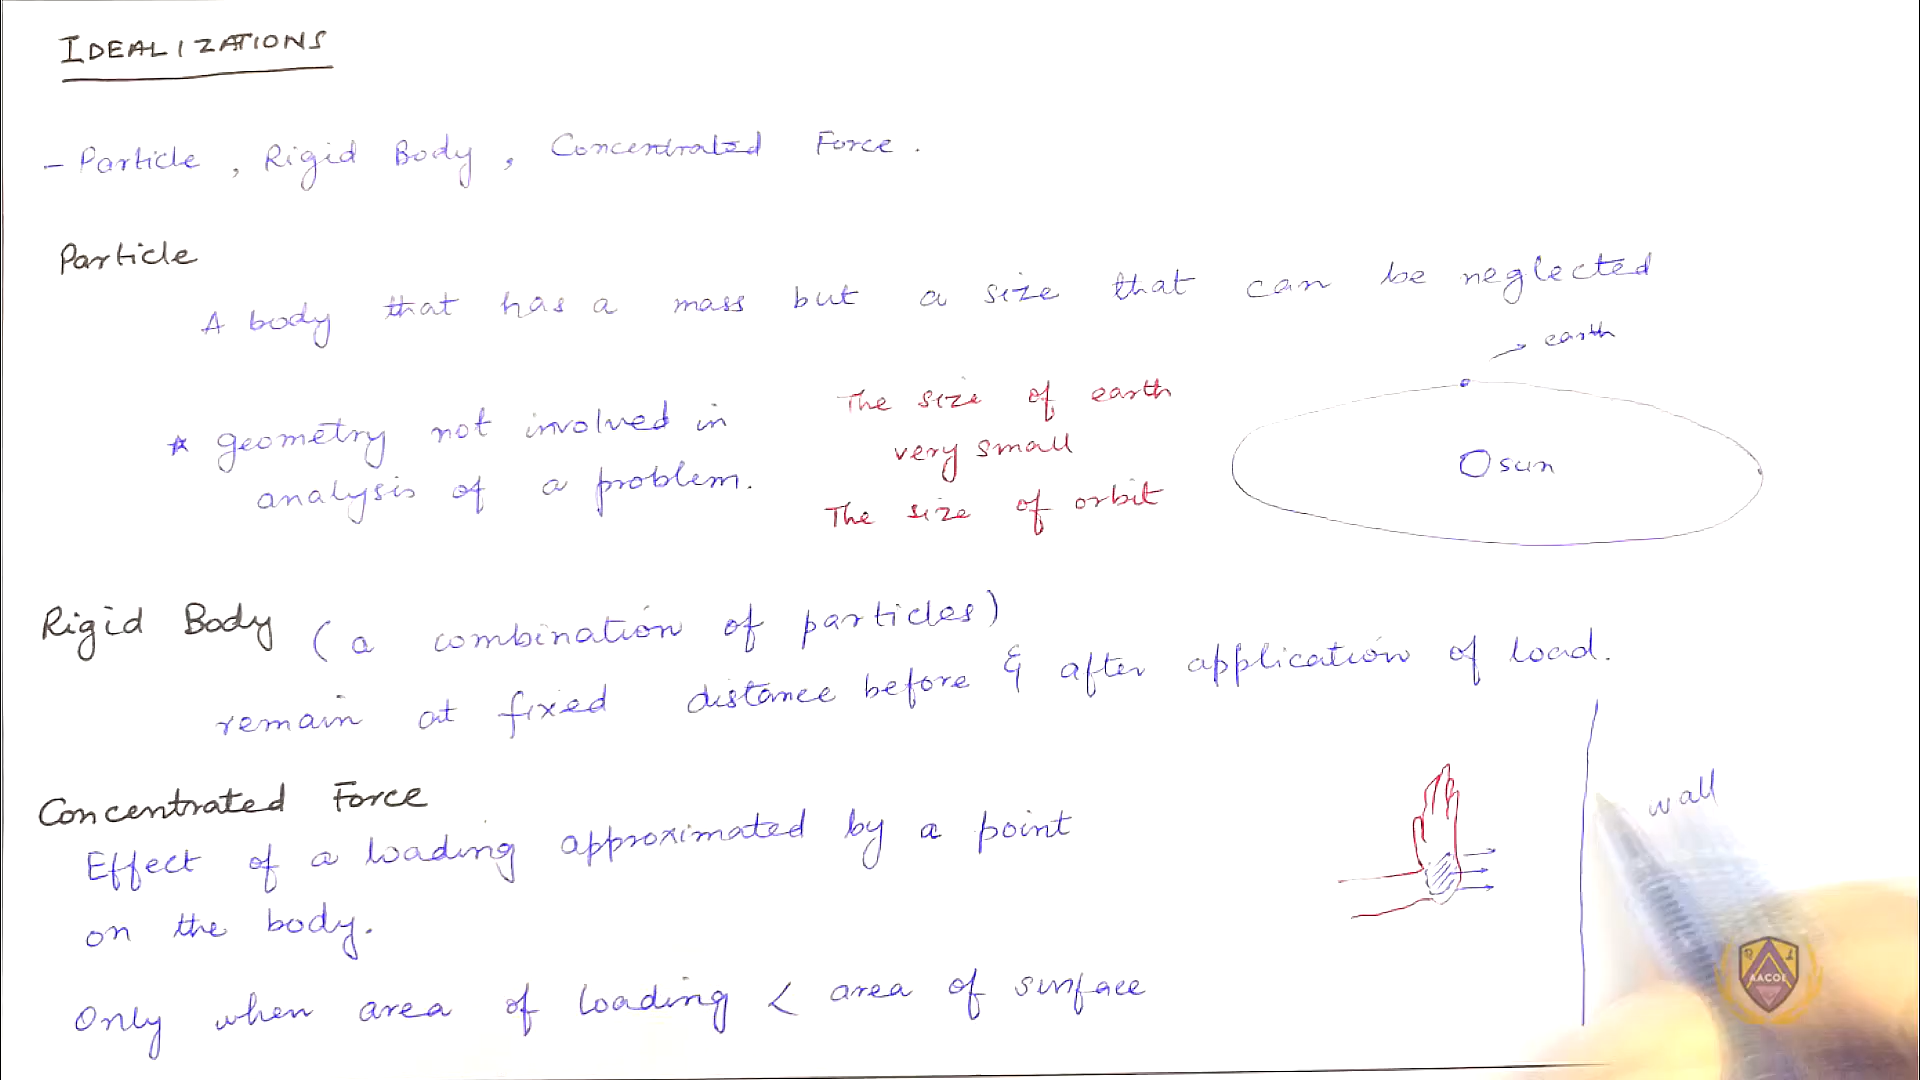 IDEALIZATIONS
- Particle , Rigid Body , Concentrated Force .
Particle
A body that has a mass but a size that can be neglected
→ earth
* geometry not involved in
analysis of a problem.
The size of earth
very small
The size of orbit
sun
Rigid Body (a combination of particles)
remain at fixed distance before & after application of load.
Concentrated Force
Effect of a loading approximated by a point
on the body.
Only when area of loading < area of surface
wall
AACOE